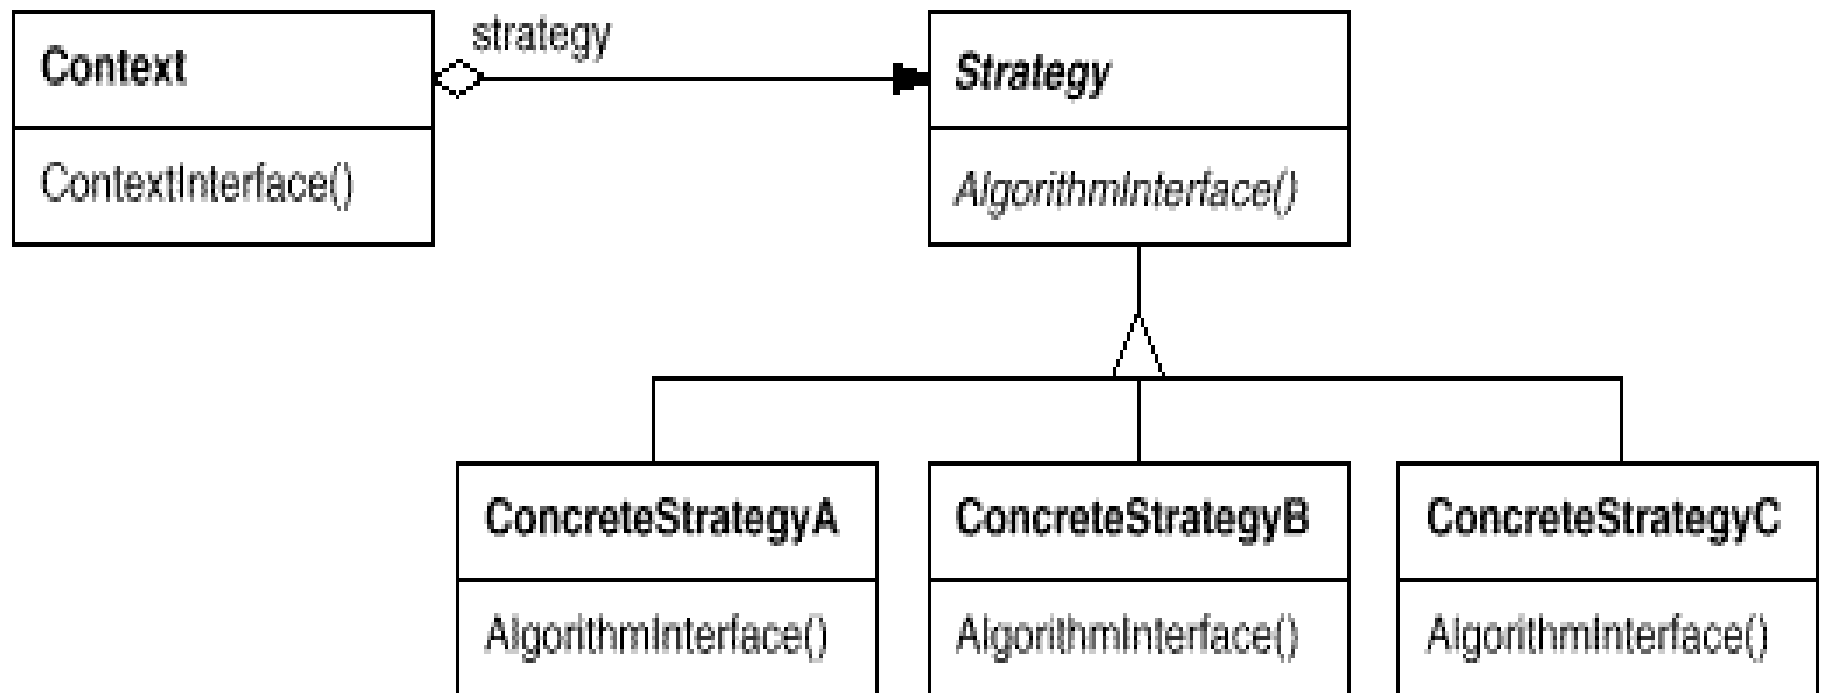 strategy
Context
Strategy
ContextInterface()
AlgorithmInterface()
ConcreteStrategyA
ConcreteStrategyB
ConcreteStrategyC
AlgorithmInterface()
AlgorithmInterface()
AlgorithmInterface()